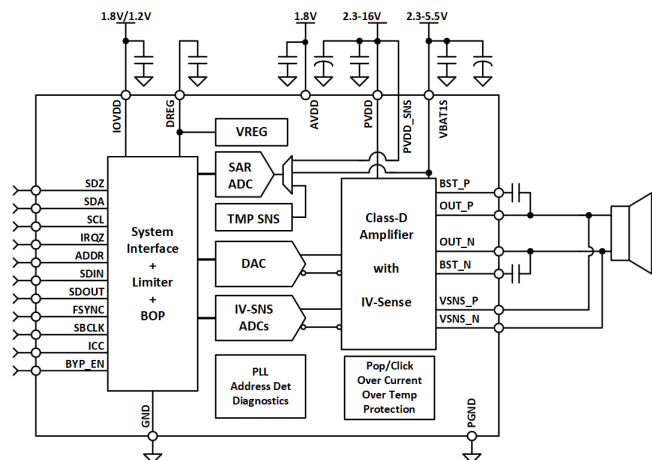 1.8V/1.2V
1.8V
2.3-16V
2.3-5.5V
IOVDD
DREG
AVDD
PVDD
PVDD_SNS
VBAT1S
VREG
SAR
ADC
TMP SNS
DAC
IV-SNS
ADCs
System
Interface
+
Limiter
+
BOP
Class-D
Amplifier
with
IV-Sense
SDZ
SDA
SCL
IRQZ
ADDR
SDIN
SDOUT
FSYNC
SBCLK
ICC
BYP_EN
BST_P
OUT_P
OUT_N
BST_N
VSNS_P
VSNS_N
PLL
Address Det
Diagnostics
Pop/Click
Over Current
Over Temp
Protection
GND
PGND